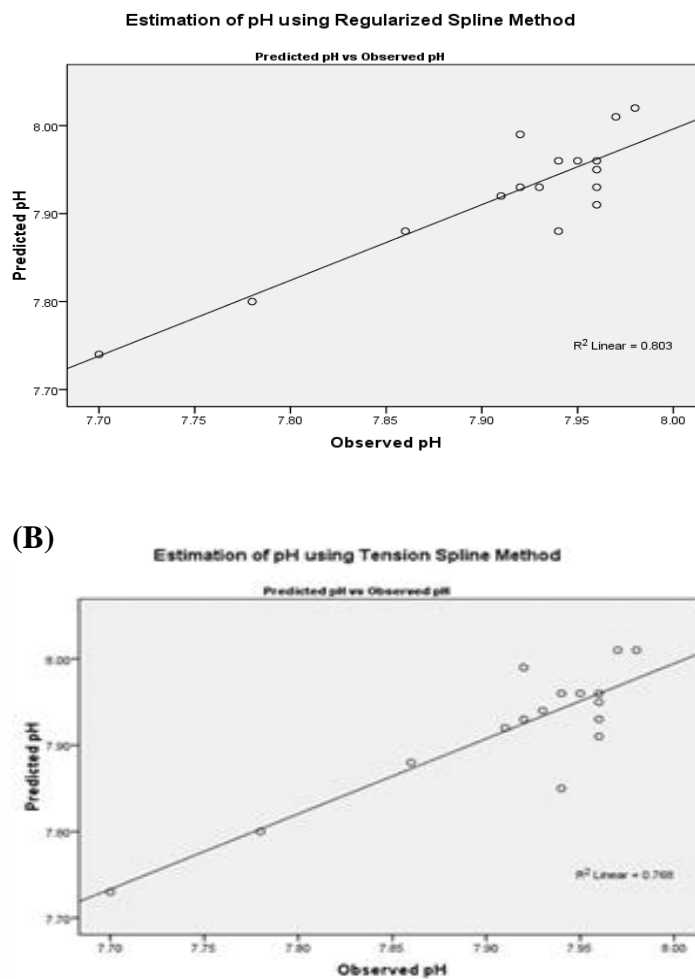 Estimation of pH using Regularized Spline Method
Predicted pH vs Observed pH
8.00
7.90
7.80
7.70
Predicted pH
R² Linear = 0.803
7.70 7.75 7.80 7.85 7.90 7.95 8.00
Observed pH
(B)
Estimation of pH using Tension Spline Method
Predicted pH vs Observed pH
8.00
7.90
7.80
7.70
Predicted pH
R² Linear = 0.768
7.70 7.75 7.80 7.85 7.90 7.95 8.00
Observed pH